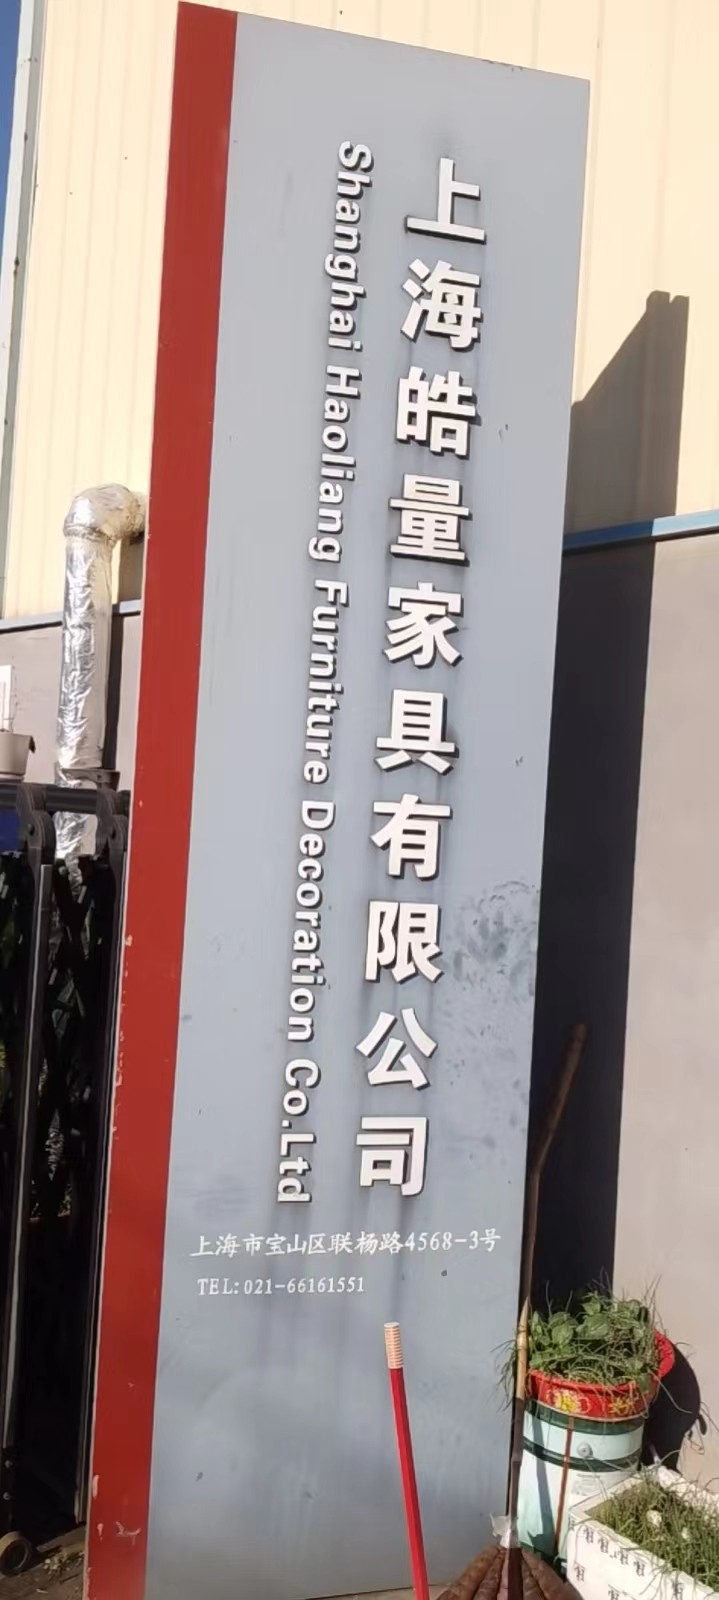 上海皓量家具有限公司
Shanghai Haoliang Furniture Decoration Co.Ltd
上海市宝山区联杨路4568-3号
TEL:021-66161551